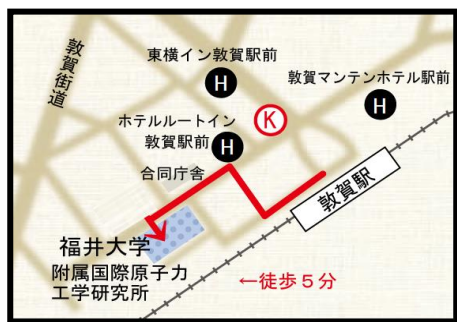 敦賀街道
東横イン敦賀駅前
H
敦賀マンテンホテル駅前
H
K
ホテルルートイン
敦賀駅前
H
合同庁舎
敦賀駅
福井大学
附属国際原子力
工学研究所
←徒歩5分